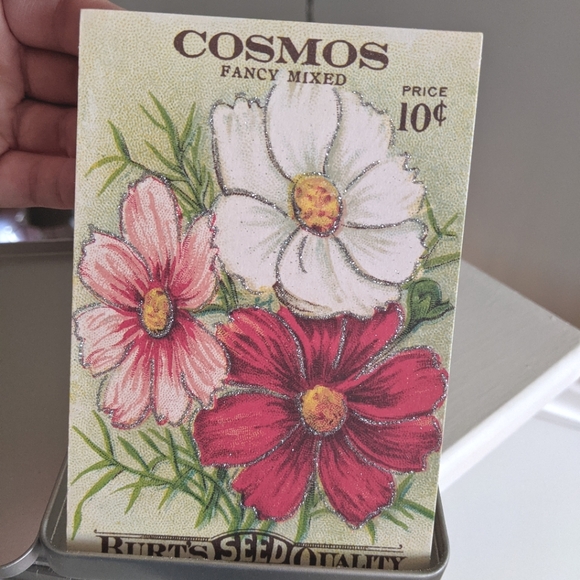 COSMOS
FANCY MIXED
PRICE
10¢
BURT'S SEED QUALITY